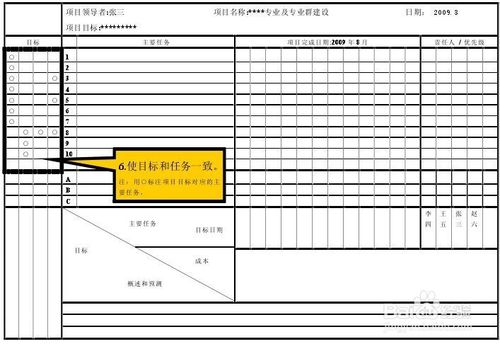 项目领导者:张三 项目名称:****专业及专业群建设 日期: 2009.8
项目目标:*********
目标 主要任务 项目完成日期:2009年8月 责任人/优先级
1
2
3
4
5
6
7
8
9
10
A
B
C
6.使目标和任务一致。
注:用○标注项目目标对应的主
要任务。
李四 王五 张三 赵六
主要任务
目标日期
目标
成本
概述和预测
Baidu经验